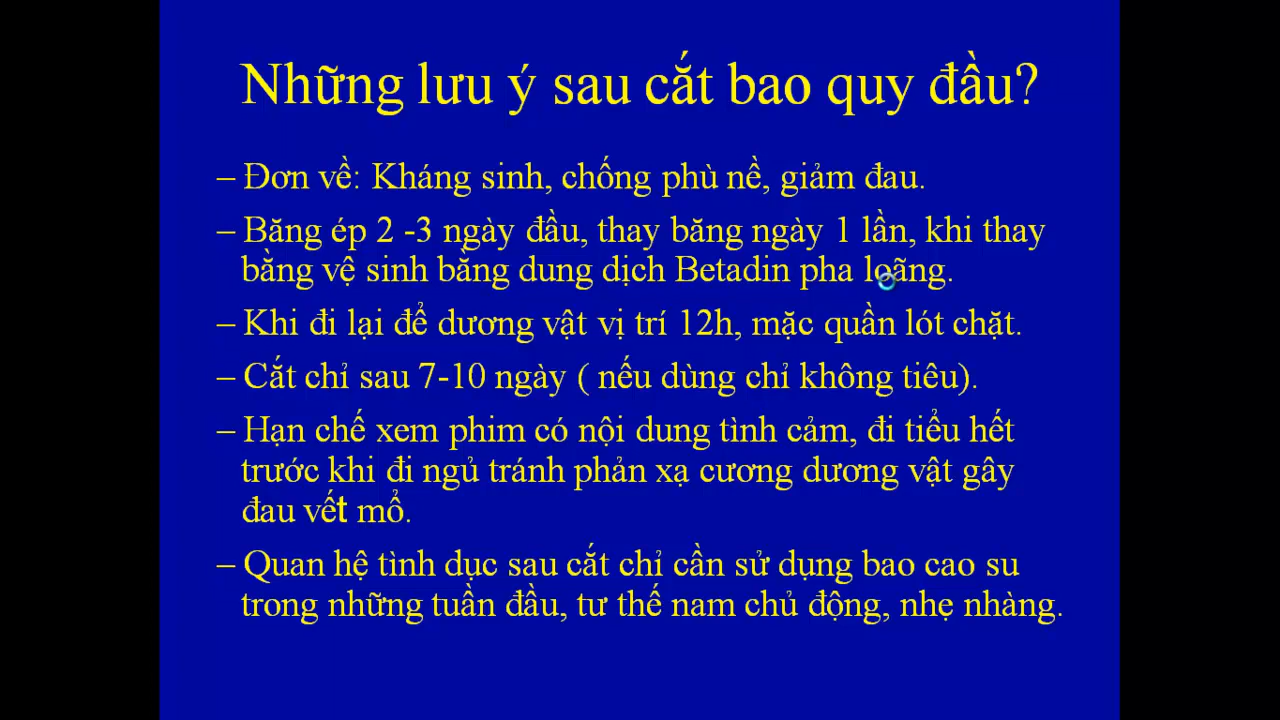 Những lưu ý sau cắt bao quy đầu?
– Đơn về: Kháng sinh, chống phù nề, giảm đau.
– Băng ép 2 -3 ngày đầu, thay băng ngày 1 lần, khi thay
bằng vệ sinh bằng dung dịch Betadin pha loãng.
– Khi đi lại để dương vật vị trí 12h, mặc quần lót chặt.
– Cắt chỉ sau 7-10 ngày ( nếu dùng chỉ không tiêu).
– Hạn chế xem phim có nội dung tình cảm, đi tiểu hết
trước khi đi ngủ tránh phản xạ cương dương vật gây
đau vết mổ.
– Quan hệ tình dục sau cắt chỉ cần sử dụng bao cao su
trong những tuần đầu, tư thế nam chủ động, nhẹ nhàng.